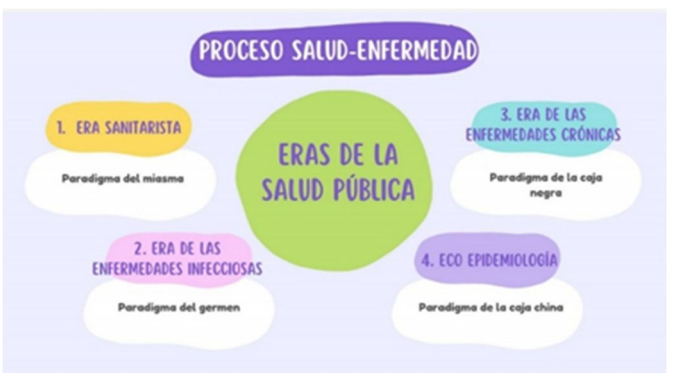 PROCESO SALUD-ENFERMEDAD
ERAS DE LA
SALUD PÚBLICA
1. ERA SANITARISTA
Paradigma del miasma
2. ERA DE LAS
ENFERMEDADES INFECCIOSAS
Paradigma del germen
3. ERA DE LAS
ENFERMEDADES CRÓNICAS
Paradigma de la caja
negra
4. ECO EPIDEMIOLOGÍA
Paradigma de la caja china